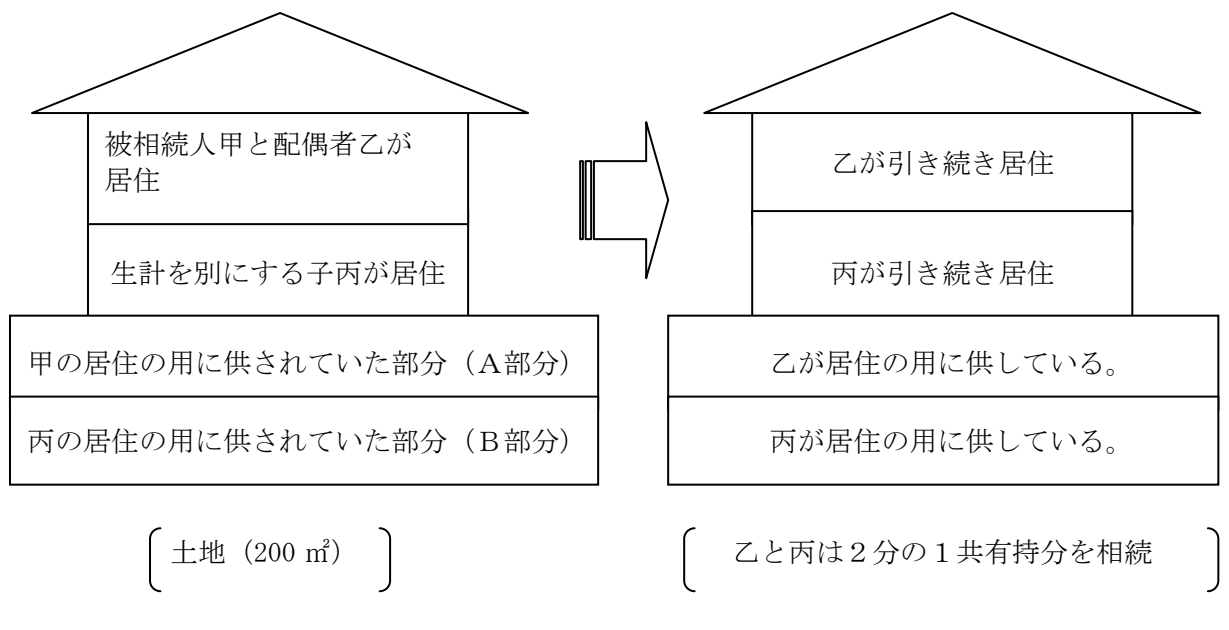 被相続人甲と配偶者乙が
居住
生計を別にする子丙が居住
甲の居住の用に供されていた部分（A部分）
丙の居住の用に供されていた部分（B部分）
土地（200 ㎡）
乙が引き続き居住
丙が引き続き居住
乙が居住の用に供している。
丙が居住の用に供している。
乙と丙は２分の１共有持分を相続